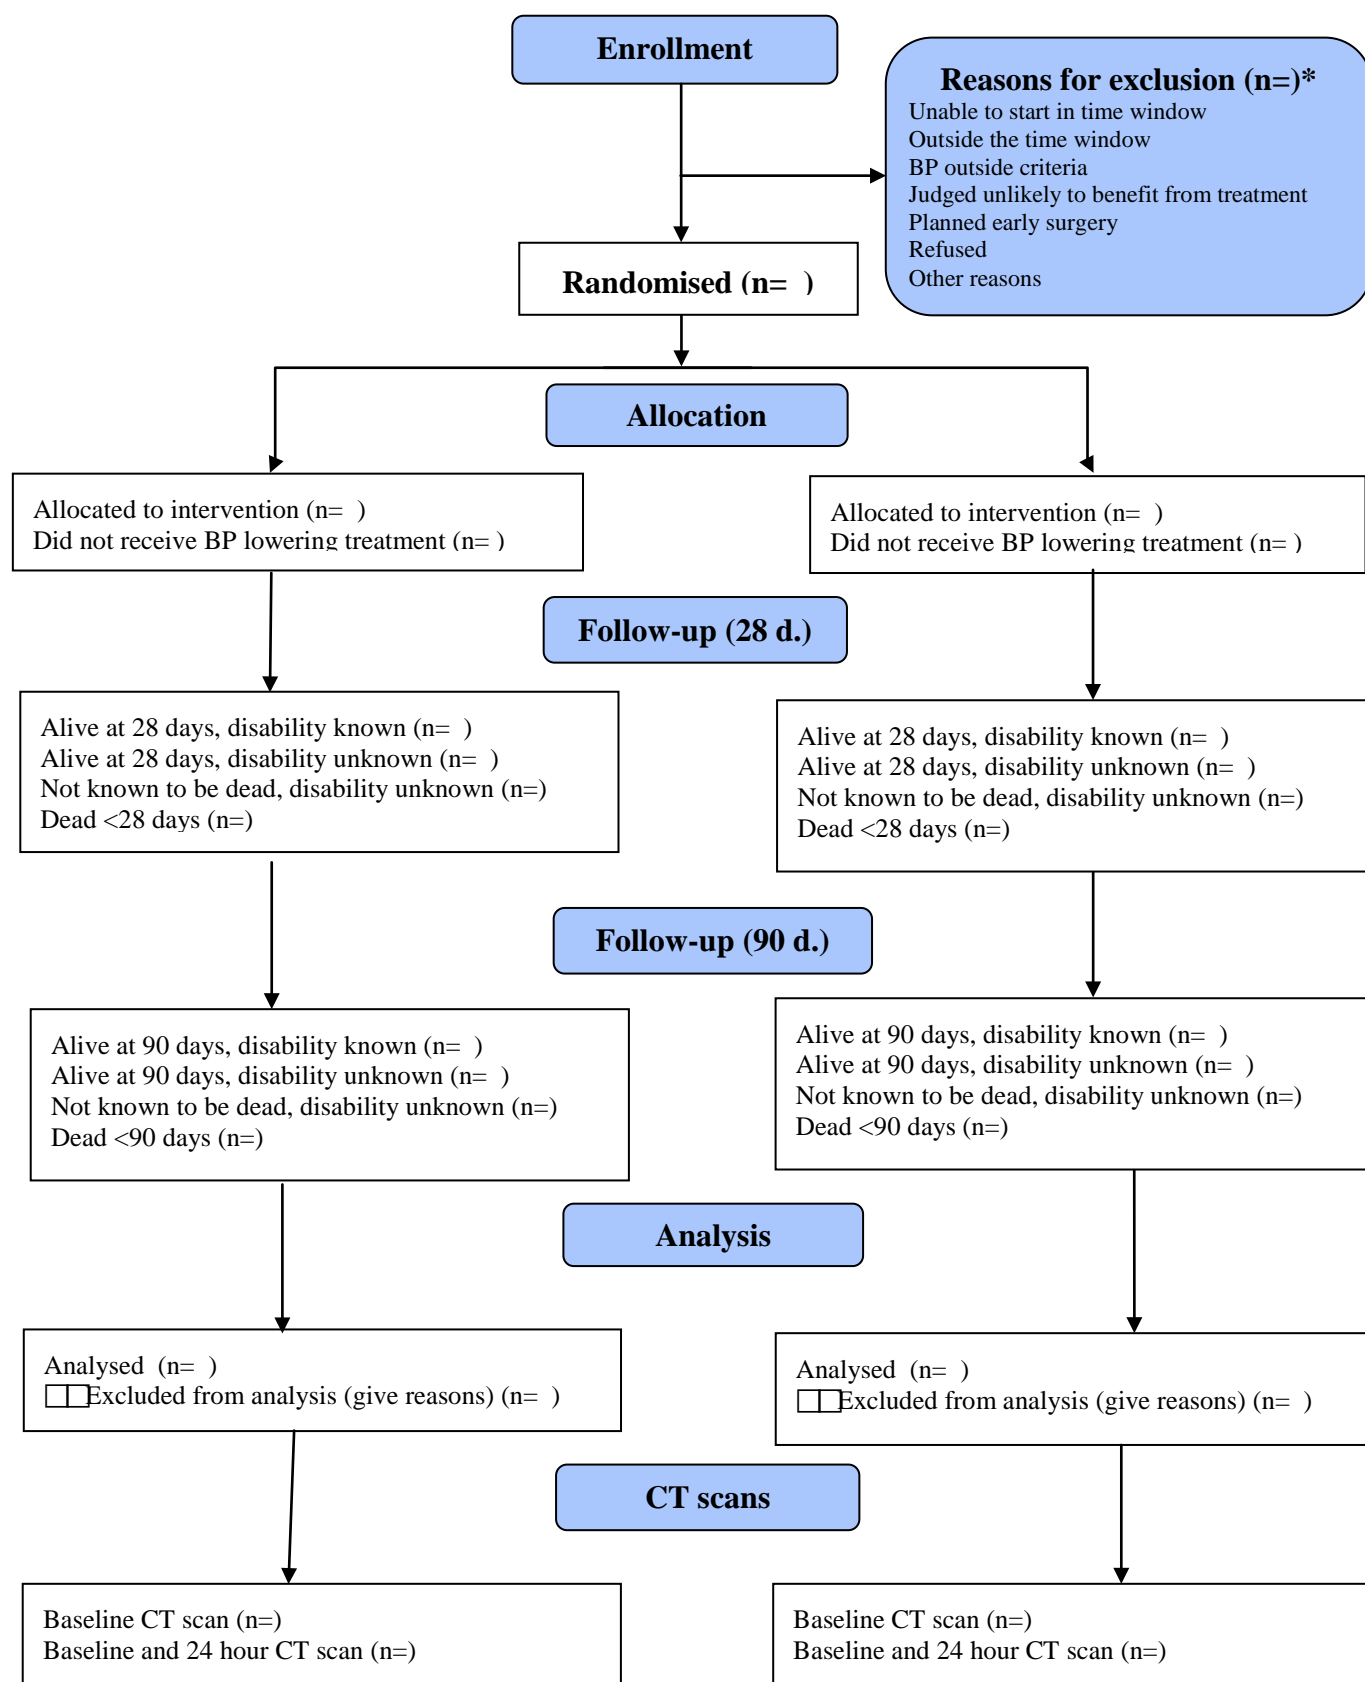 Enrollment
Reasons for exclusion (n=)*
Unable to start in time window
Outside the time window
BP outside criteria
Judged unlikely to benefit from treatment
Planned early surgery
Refused
Other reasons
Randomised (n=  )
Allocation
Allocated to intervention (n=  )
Did not receive BP lowering treatment (n= )
Allocated to intervention (n=  )
Did not receive BP lowering treatment (n= )
Follow-up (28 d.)
Alive at 28 days, disability known (n=  )
Alive at 28 days, disability unknown (n=  )
Not known to be dead, disability unknown (n=)
Dead <28 days (n=)
Alive at 28 days, disability known (n=  )
Alive at 28 days, disability unknown (n=  )
Not known to be dead, disability unknown (n=)
Dead <28 days (n=)
Follow-up (90 d.)
Alive at 90 days, disability known (n=  )
Alive at 90 days, disability unknown (n=  )
Not known to be dead, disability unknown (n=)
Dead <90 days (n=)
Alive at 90 days, disability known (n=  )
Alive at 90 days, disability unknown (n=  )
Not known to be dead, disability unknown (n=)
Dead <90 days (n=)
Analysis
Analysed  (n=  )
□□Excluded from analysis (give reasons) (n=  )
Analysed  (n=  )
□□Excluded from analysis (give reasons) (n=  )
CT scans
Baseline CT scan (n=)
Baseline and 24 hour CT scan (n=)
Baseline CT scan (n=)
Baseline and 24 hour CT scan (n=)